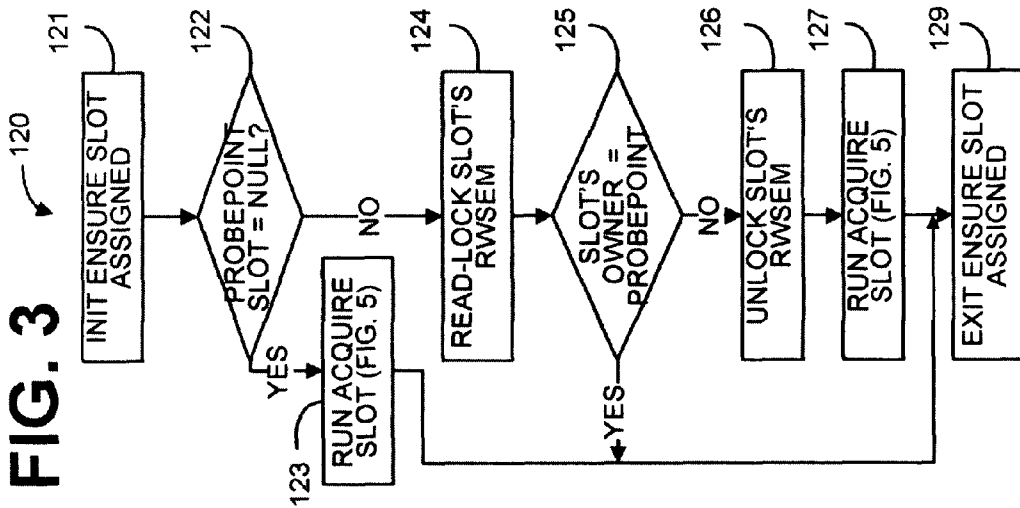 FIG. 3
120
INIT ENSURE SLOT
ASSIGNED
121
PROBEPOINT
SLOT = NULL?
122
YES
NO
RUN ACQUIRE
SLOT (FIG. 5)
123
READ-LOCK SLOT'S
RWSEM
124
SLOT'S
OWNER =
PROBEPOINT
125
YES
NO
UNLOCK SLOT'S
RWSEM
126
RUN ACQUIRE
SLOT (FIG. 5)
127
EXIT ENSURE SLOT
ASSIGNED
129